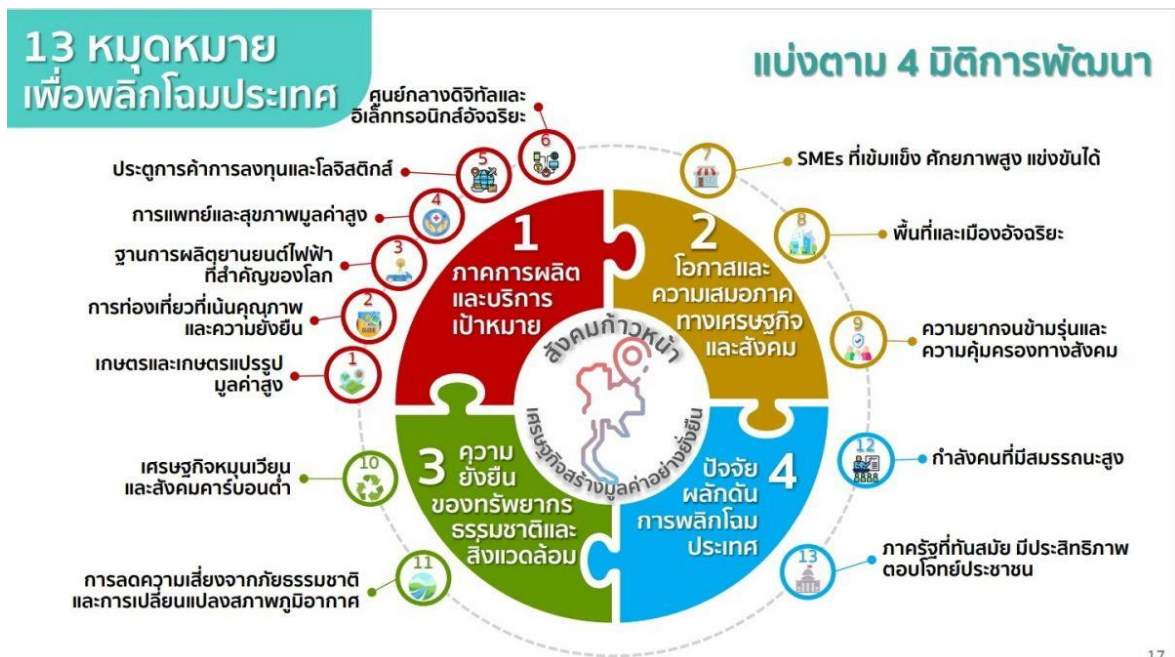 13 หมุดหมาย
เพื่อพลิกโฉมประเทศ
แบ่งตาม 4 มิติการพัฒนา
ศูนย์กลางดิจิทัลและ
อิเล็กทรอนิกส์อัจฉริยะ
6
ประตูการค้าการลงทุนและโลจิสติกส์
5
การแพทย์และสุขภาพมูลค่าสูง
4
ฐานการผลิตยานยนต์ไฟฟ้า
ที่สำคัญของโลก
3
การท่องเที่ยวที่เน้นคุณภาพ
และความยั่งยืน
2
GUIDE
เกษตรและเกษตรแปรรูป
มูลค่าสูง
1
1
ภาคการผลิต
และบริการ
เป้าหมาย
2
โอกาสและ
ความเสมอภาค
ทางเศรษฐกิจ
และสังคม
7
SMEs ที่เข้มแข็ง ศักยภาพสูง แข่งขันได้
8
พื้นที่และเมืองอัจฉริยะ
9
ความยากจนข้ามรุ่นและ
ความคุ้มครองทางสังคม
สังคมก้าวหน้า
เศรษฐกิจสร้างมูลค่าอย่างยั่งยืน
3 ความ
ยั่งยืน
ของทรัพยากร
ธรรมชาติและ
สิ่งแวดล้อม
10
เศรษฐกิจหมุนเวียน
และสังคมคาร์บอนต่ำ
11
การลดความเสี่ยงจากภัยธรรมชาติ
และการเปลี่ยนแปลงสภาพภูมิอากาศ
4
ปัจจัย
ผลักดัน
การพลิกโฉม
ประเทศ
12
กำลังคนที่มีสมรรถนะสูง
13
ภาครัฐที่ทันสมัย มีประสิทธิภาพ
ตอบโจทย์ประชาชน
17